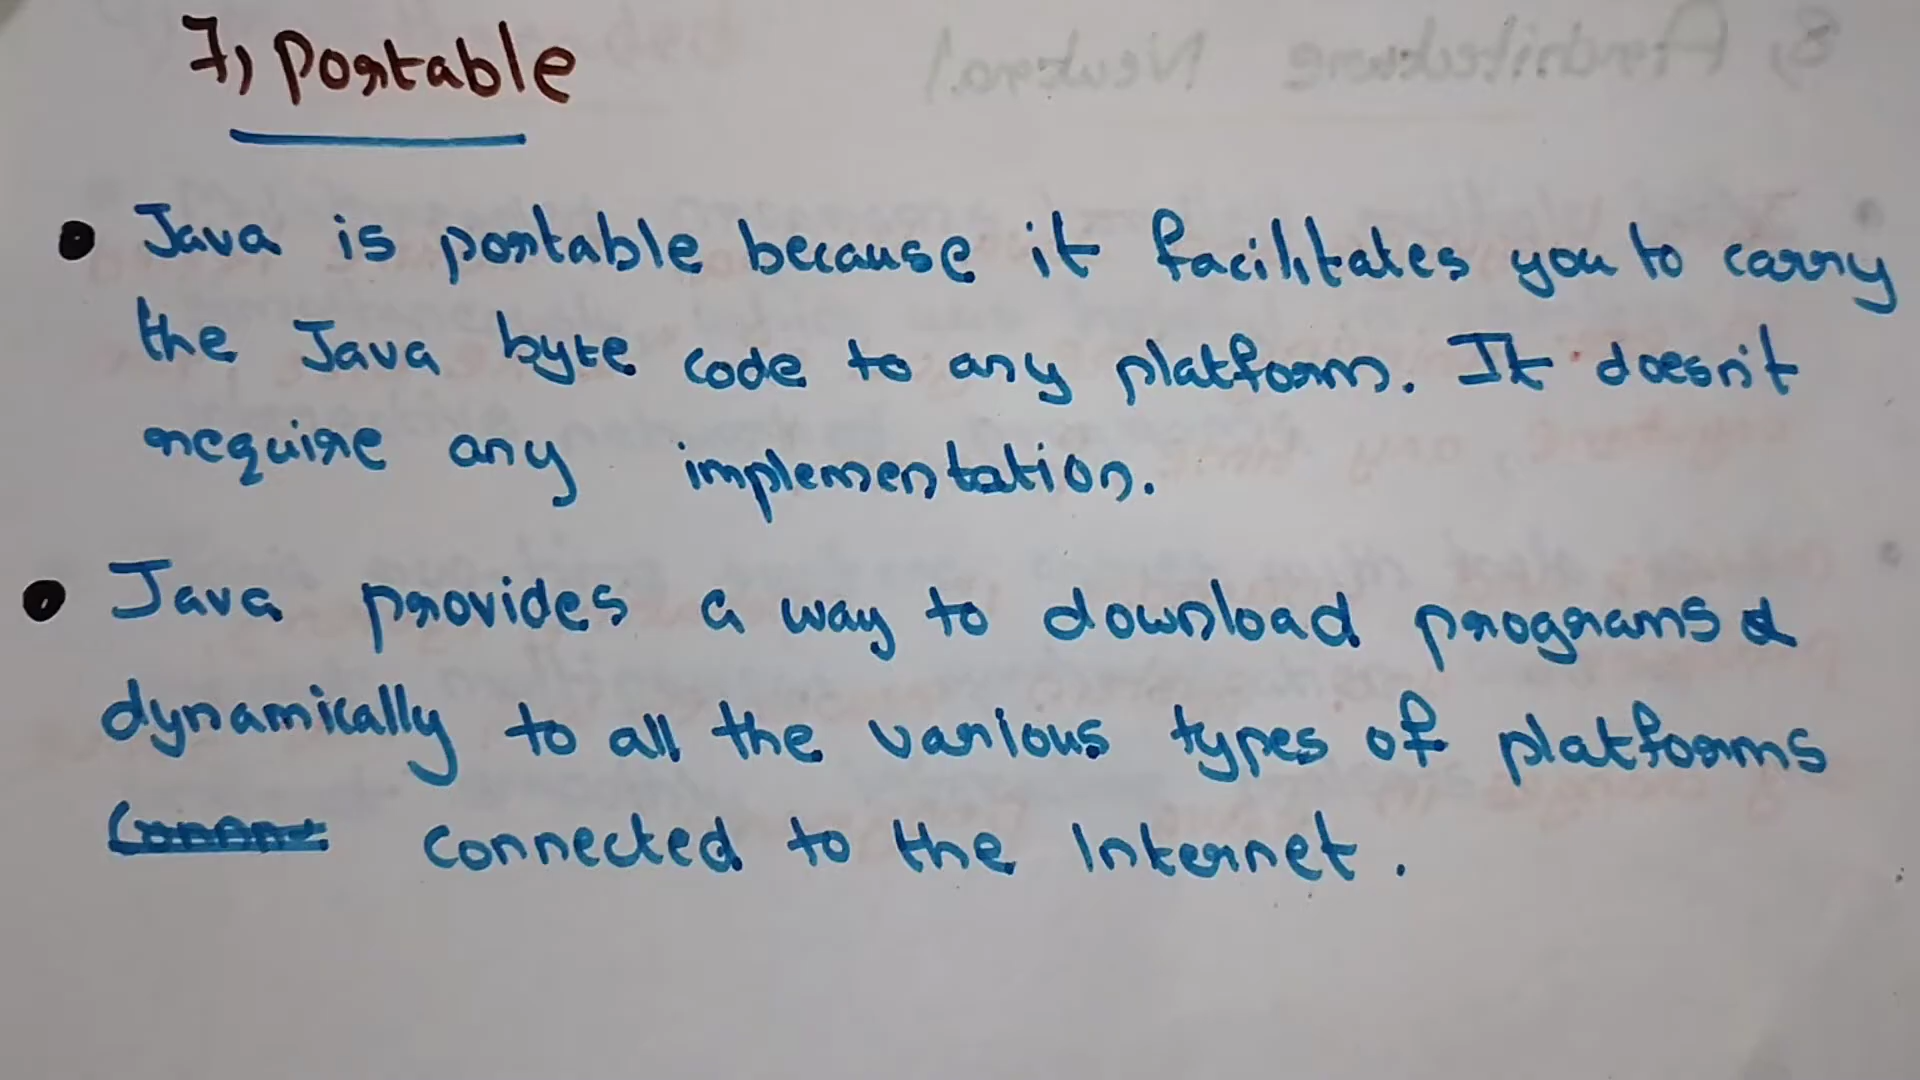 7, Portable
Java is portable because it facilitates you to carry
the Java byte code to any platform. It doesn't
require any implementation.
Java provides a way to download programs &
dynamically to all the various types of platforms
connected to the Internet.